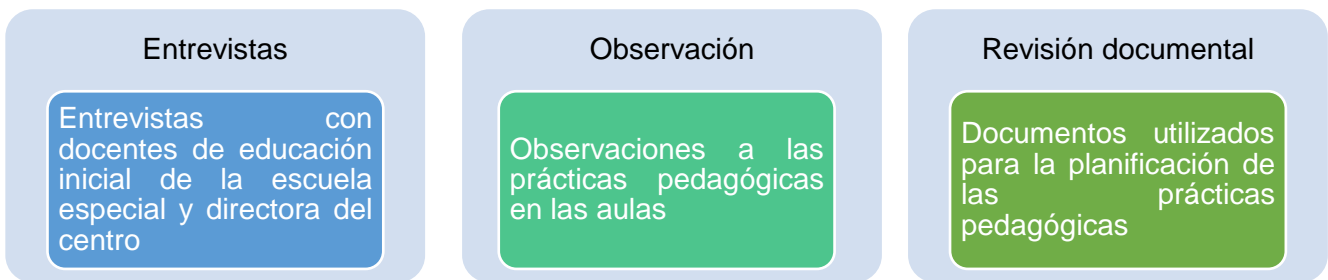 Entrevistas
Entrevistas con
docentes de educación
inicial de la escuela
especial y directora del
centro
Observación
Observaciones a las
prácticas pedagógicas
en las aulas
Revisión documental
Documentos utilizados
para la planificación de
las prácticas
pedagógicas